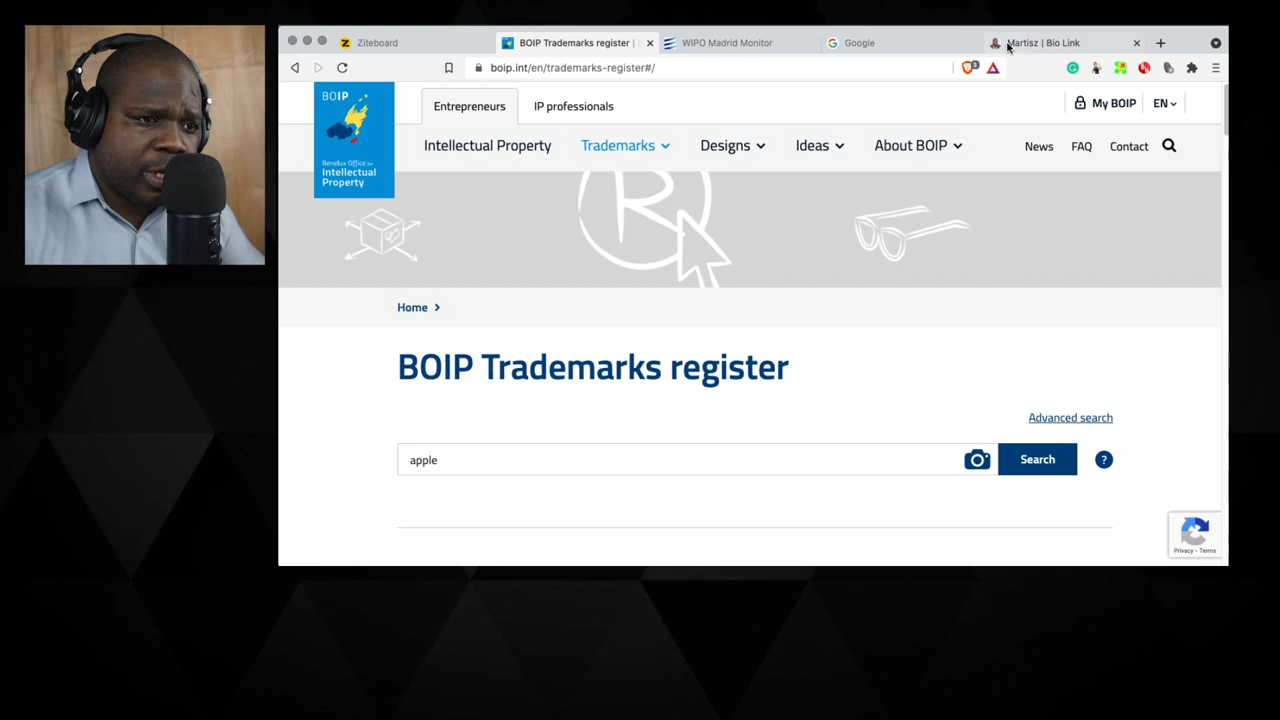 Ziteboard
BOIP Trademarks register |
WIPO Madrid Monitor
Google
Martisz | Bio Link
boip.int/en/trademarks-register#/
BOIP
Benelux Office for
Intellectual
Property
Entrepreneurs
IP professionals
My BOIP
EN
Intellectual Property
Trademarks
Designs
Ideas
About BOIP
News
FAQ
Contact
R
Home
BOIP Trademarks register
Advanced search
apple
Search
?
Privacy - Terms